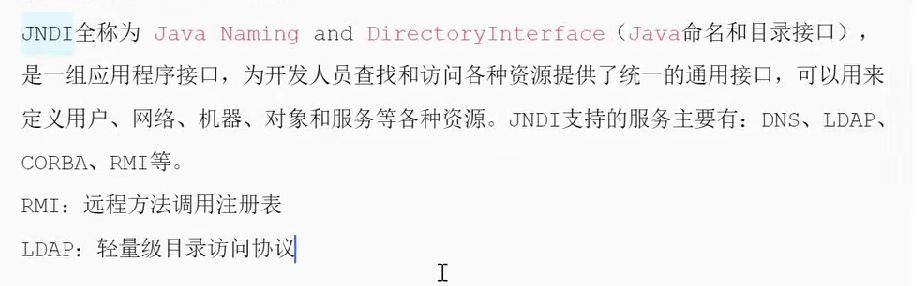 JNDI全称为 Java Naming and DirectoryInterface（Java命名和目录接口），
是一组应用程序接口，为开发人员查找和访问各种资源提供了统一的通用接口，可以用来
定义用户、网络、机器、对象和服务等各种资源。JNDI支持的服务主要有：DNS、LDAP、
CORBA、RMI等。
RMI：远程方法调用注册表
LDAP：轻量级目录访问协议